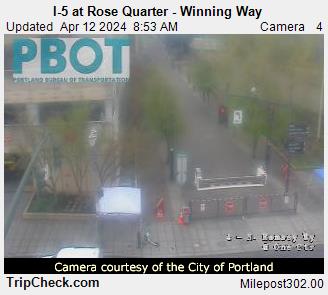 I-5 at Rose Quarter - Winning Way
Updated Apr 12 2024 8:53 AM Camera 4
PBOT
PORTLAND BUREAU OF TRANSPORTATION
Camera courtesy of the City of Portland
TripCheck.com Milepost302.00